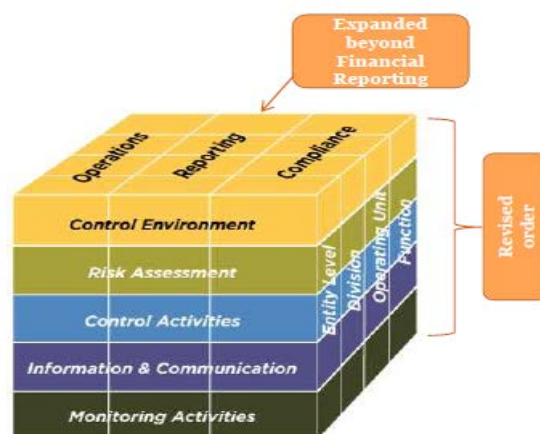 Expanded
beyond
Financial
Reporting
Operations
Reporting
Compliance
Control Environment
Risk Assessment
Control Activities
Information & Communication
Monitoring Activities
Entity Level
Division
Operating Unit
Function
Revised
order